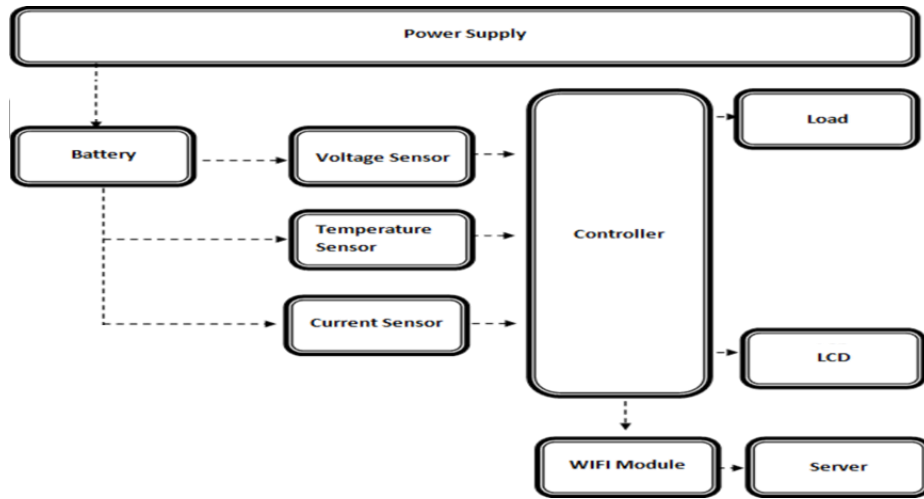 Power Supply
Battery
Voltage Sensor
Load
Temperature
Sensor
Controller
Current Sensor
LCD
WIFI Module
Server